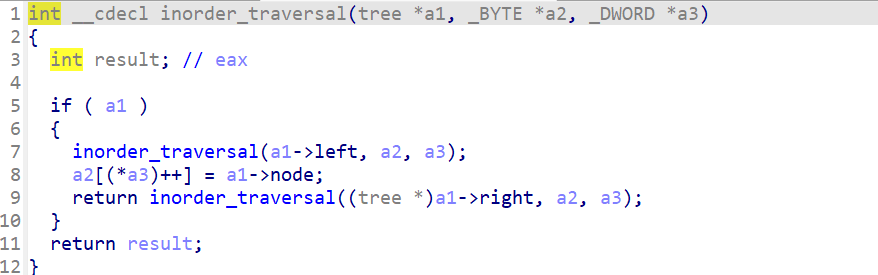 1 int __cdecl inorder_traversal(tree *a1, _BYTE *a2, _DWORD *a3)
2 {
3   int result; // eax
4
5   if ( a1 )
6   {
7     inorder_traversal(a1->left, a2, a3);
8     a2[(*a3)++] = a1->node;
9     return inorder_traversal((tree *)a1->right, a2, a3);
10   }
11   return result;
12 }